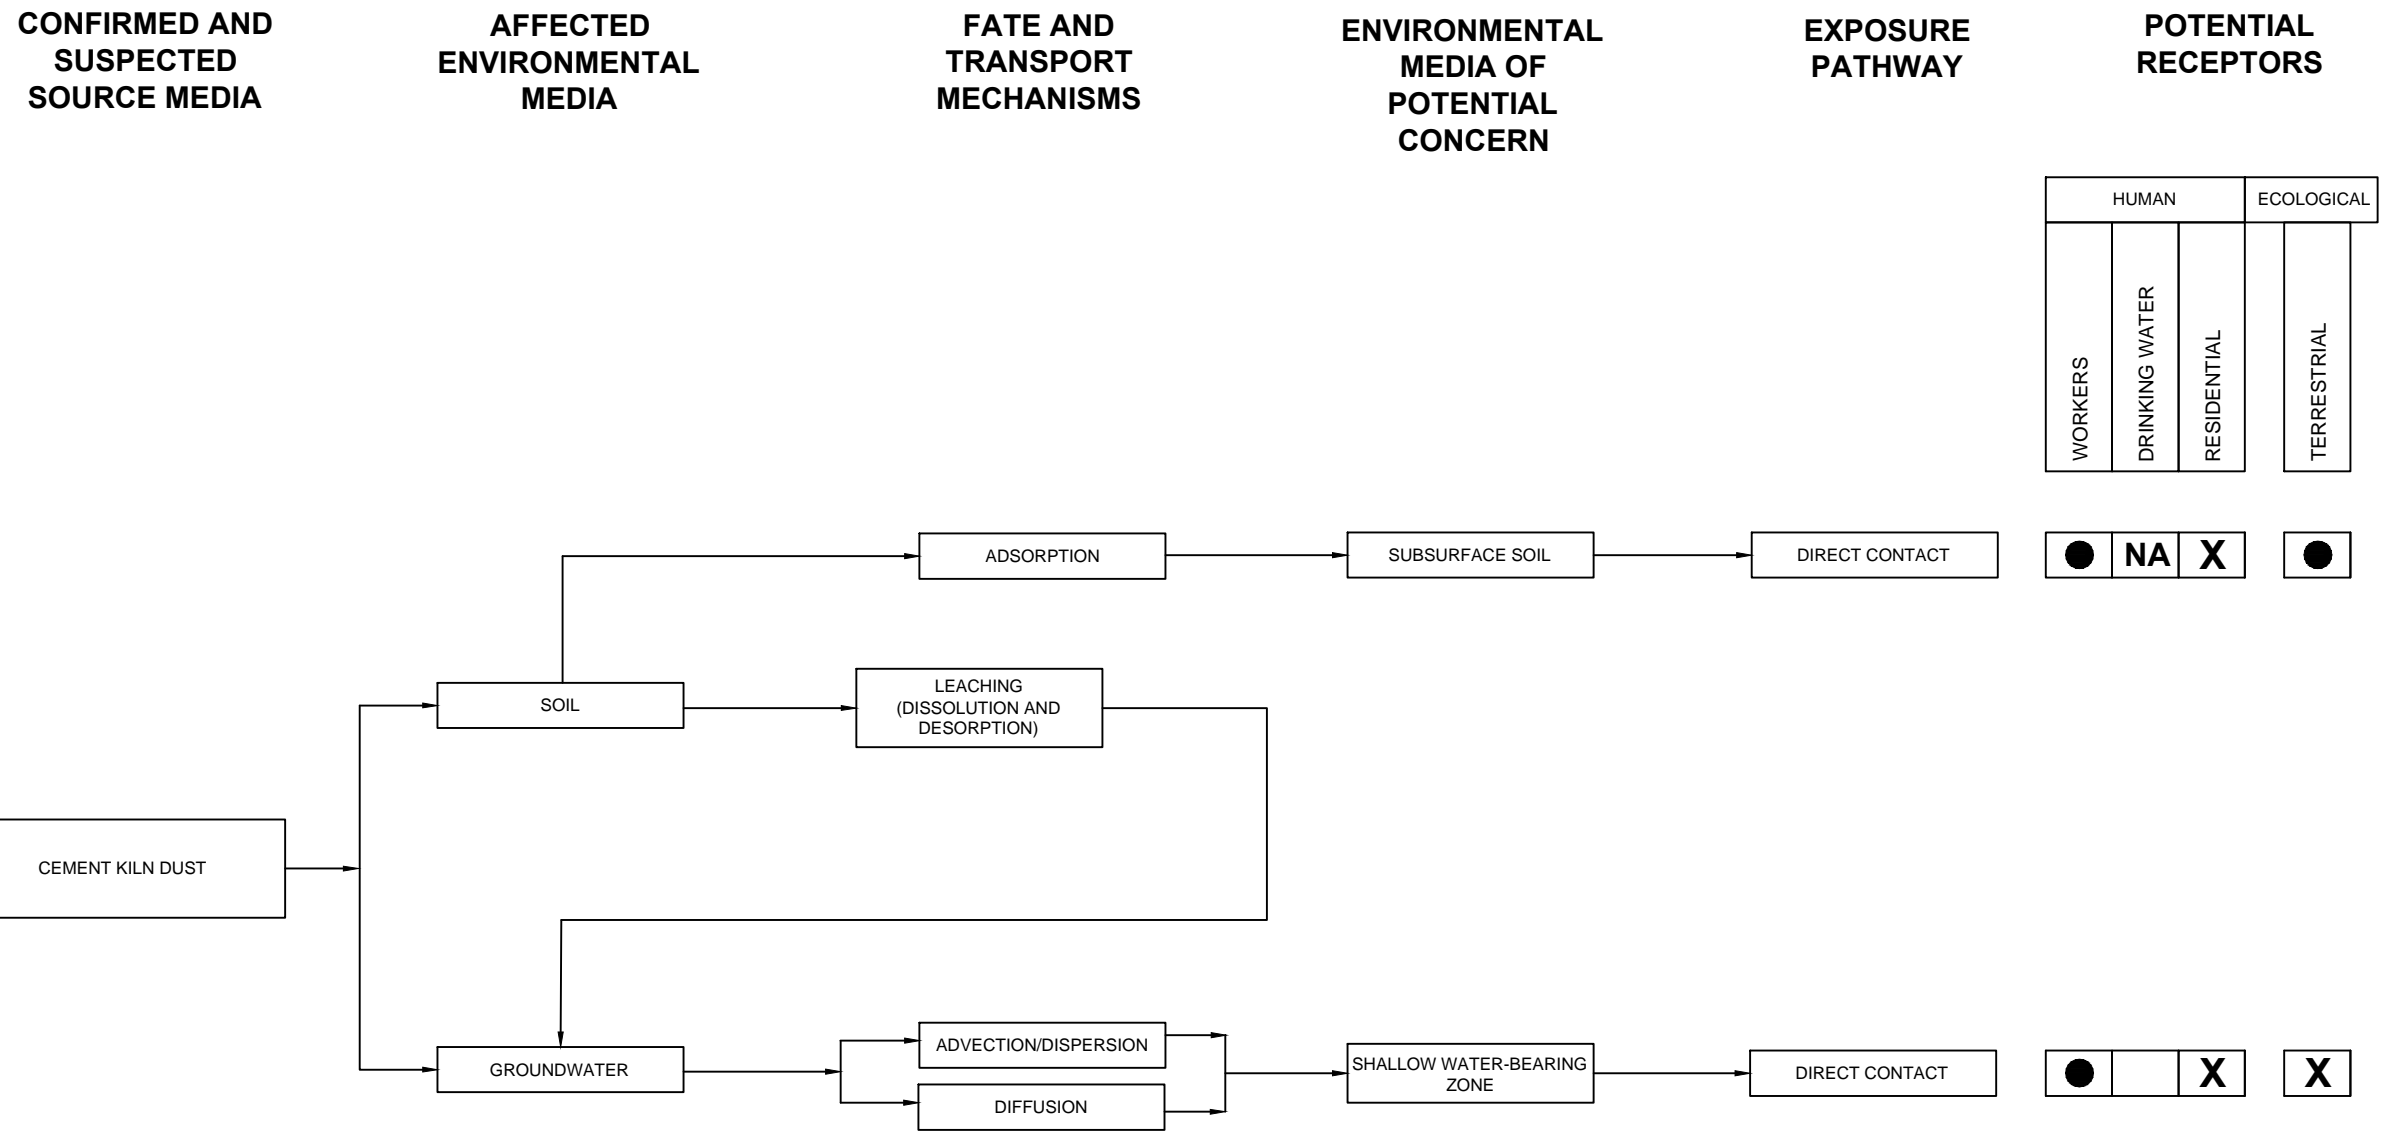 CONFIRMED AND
SUSPECTED
SOURCE MEDIA
AFFECTED
ENVIRONMENTAL
MEDIA
FATE AND
TRANSPORT
MECHANISMS
ENVIRONMENTAL
MEDIA OF
POTENTIAL
CONCERN
EXPOSURE
PATHWAY
POTENTIAL
RECEPTORS
HUMAN
ECOLOGICAL
WORKERS
DRINKING WATER
RESIDENTIAL
TERRESTRIAL
ADSORPTION
SUBSURFACE SOIL
DIRECT CONTACT
NA
X
SOIL
LEACHING
(DISSOLUTION AND
DESORPTION)
CEMENT KILN DUST
GROUNDWATER
ADVECTION/DISPERSION
DIFFUSION
SHALLOW WATER-BEARING
ZONE
DIRECT CONTACT
X
X